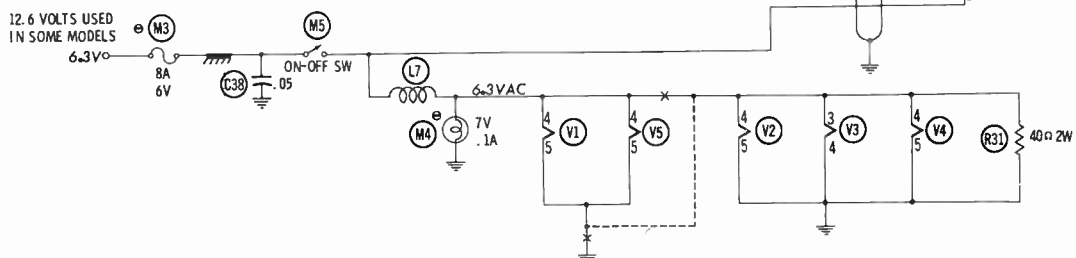 12.6 VOLTS USED
IN SOME MODELS
⊖ M3
M5
6.3V
8A
6V
C38
.05
ON-OFF SW
L7
6.3VAC
⊖
M4
7V
.1A
4
5
V1
4
5
V5
4
5
V2
3
4
V3
4
5
V4
R31
40Ω 2W